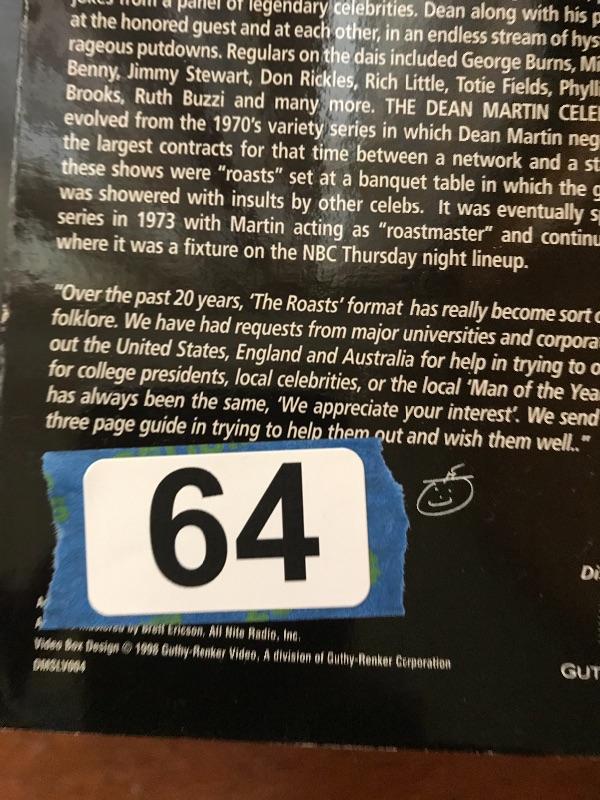 jokes from a panel of legendary celebrities. Dean along with his
at the honored guest and at each other, in an endless stream of
rageous putdowns. Regulars on the dais included George Burns,
Benny, Jimmy Stewart, Don Rickles, Rich Little, Totie Fields,
Brooks, Ruth Buzzi and many more. THE DEAN MARTIN
evolved from the 1970's variety series in which Dean Martin
the largest contracts for that time between a network and a
these shows were "roasts" set at a banquet table in which the
was showered with insults by other celebs. It was eventually
series in 1973 with Martin acting as "roastmaster" and
where it was a fixture on the NBC Thursday night lineup.
"Over the past 20 years, 'The Roasts' format has really become sort
folklore. We have had requests from major universities and
out the United States, England and Australia for help in trying to
for college presidents, local celebrities, or the local 'Man of the
has always been the same, 'We appreciate your interest'. We send
three page guide in trying to help them out and wish them well.."
64
by Brett Ericson, All Nite Radio, Inc.
Video Box Design © 1998 Guthy-Renker Video, A division of Guthy-Renker Corporation
DMSLV004
GUT